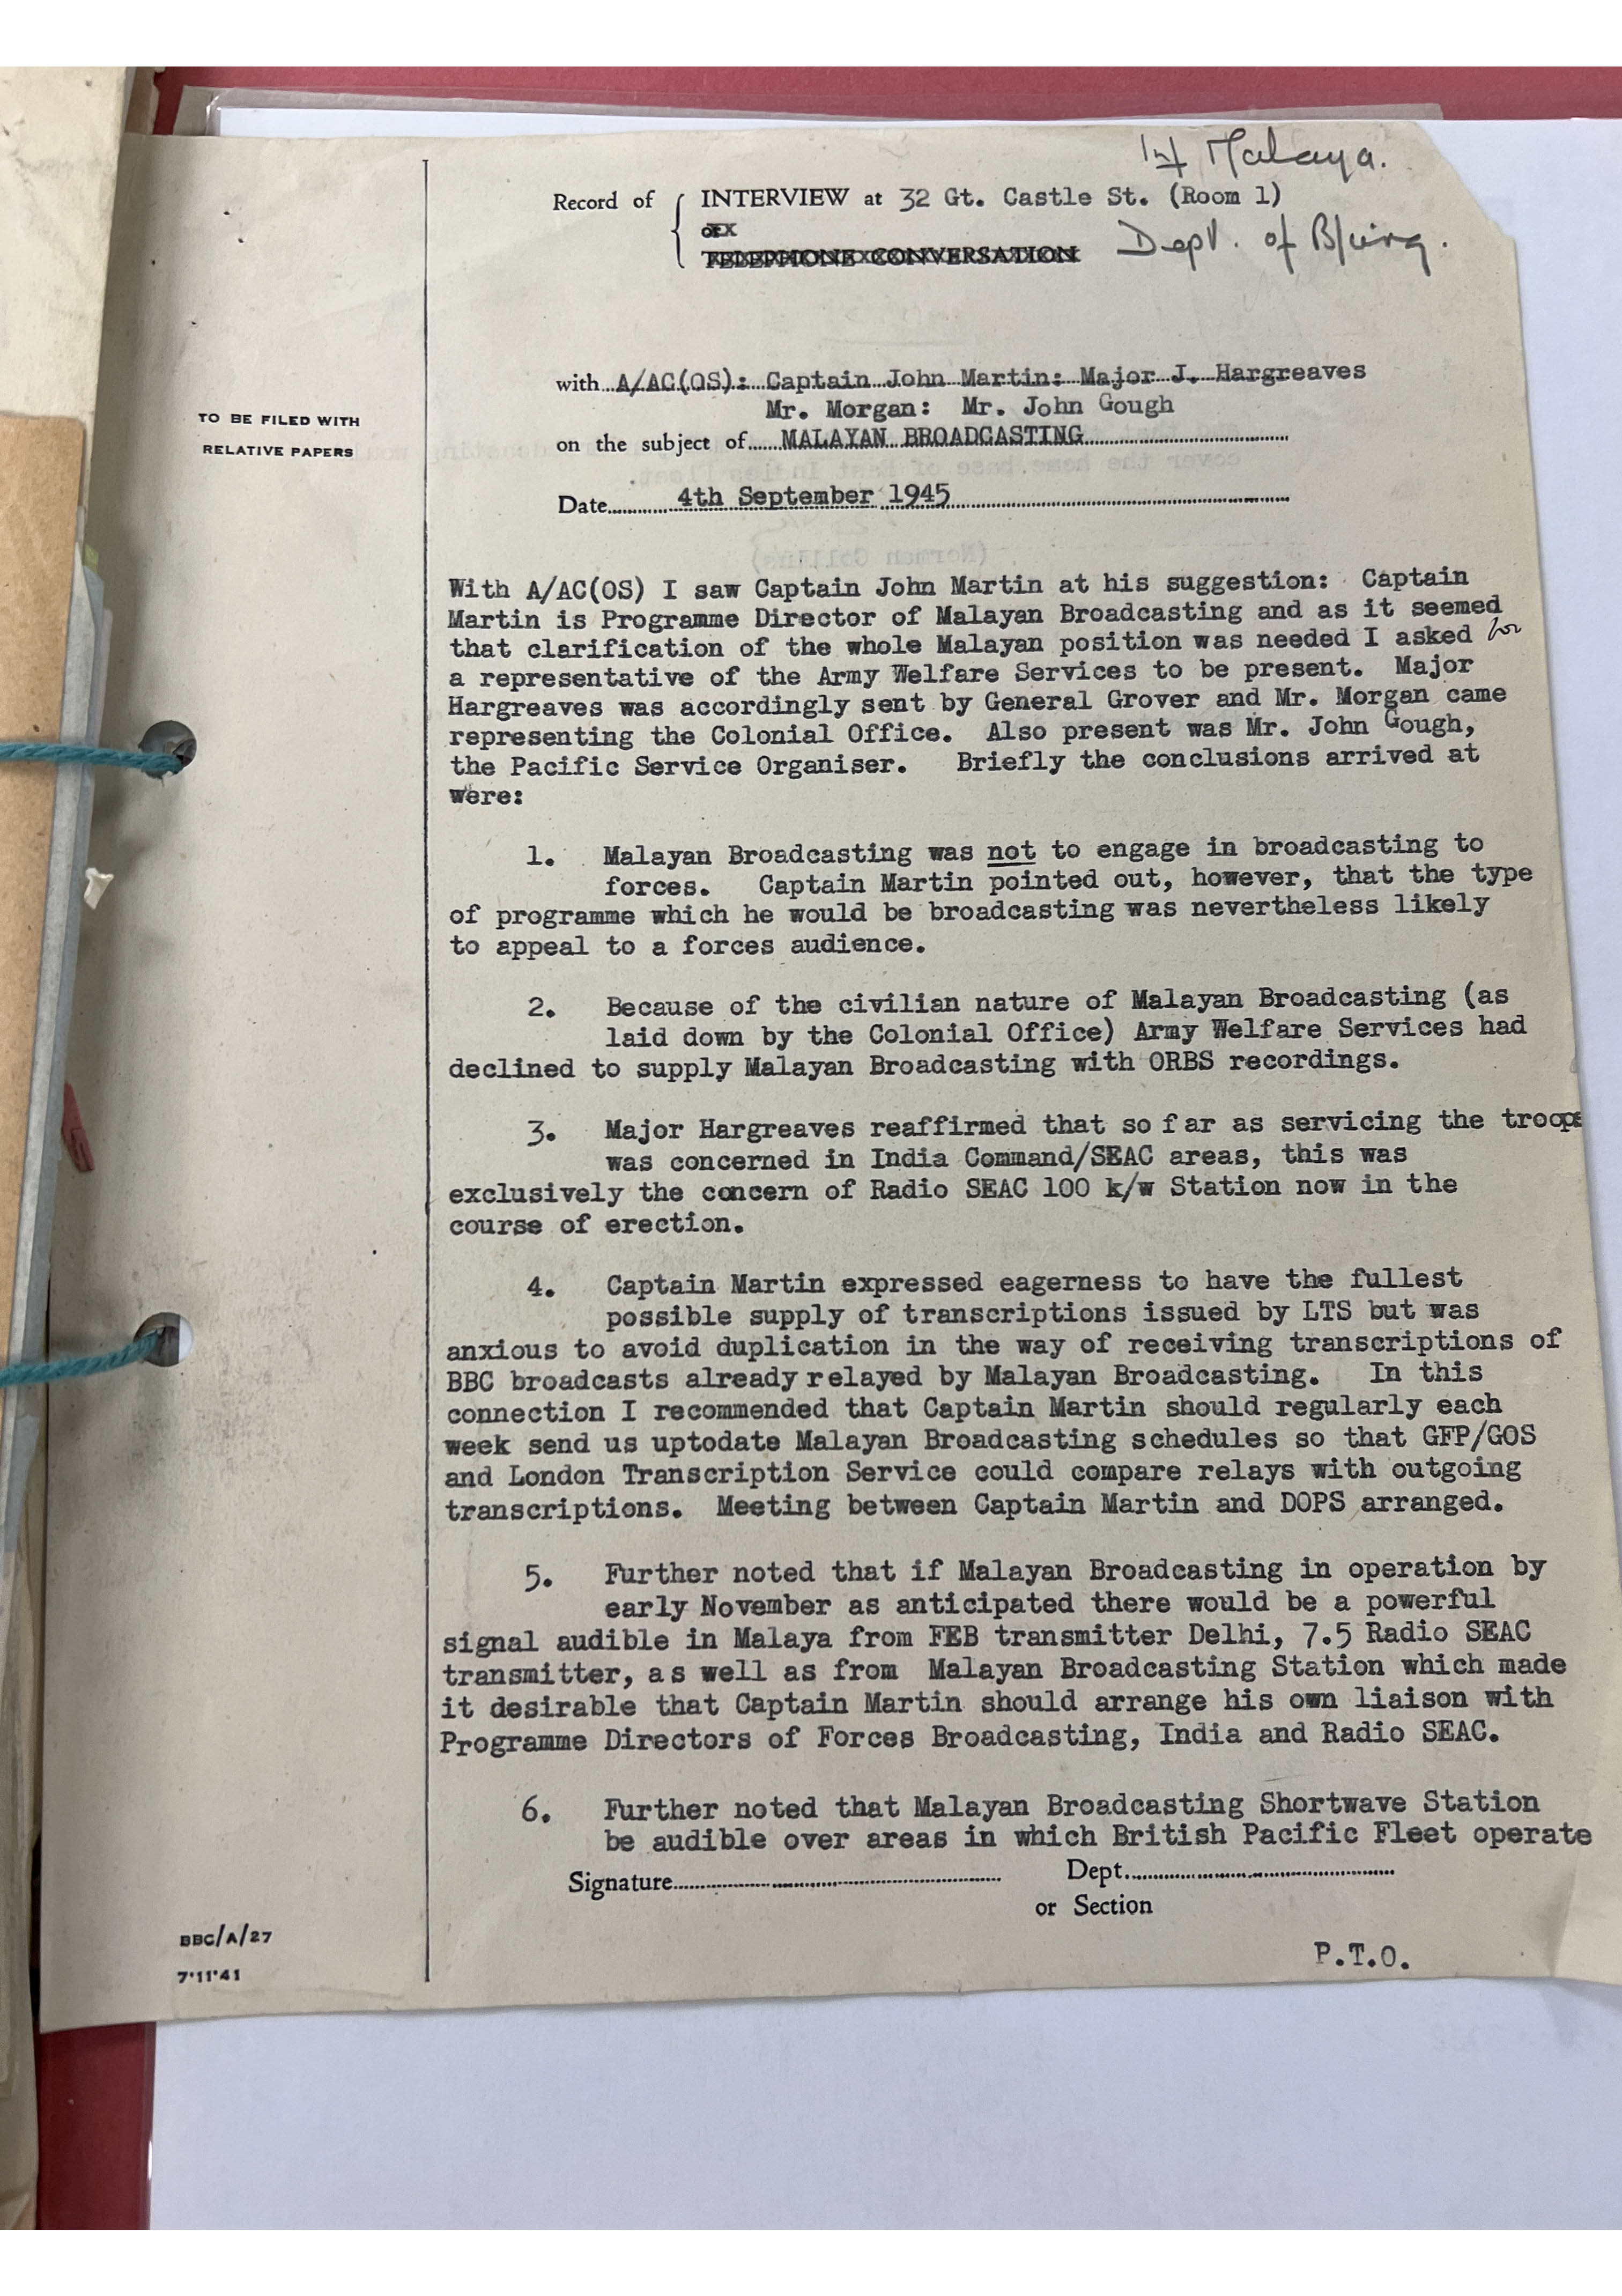 Malaya.
Record of INTERVIEW at 32 Gt. Castle St. (Room 1)
or
TELEPHONE CONVERSATION
Dept. of B/cing.
with A/AC(OS): Captain John Martin: Major J. Hargreaves
Mr. Morgan: Mr. John Gough
TO BE FILED WITH
RELATIVE PAPERS
on the subject of MALAYAN BROADCASTING
Date 4th September 1945
With A/AC(OS) I saw Captain John Martin at his suggestion: Captain
Martin is Programme Director of Malayan Broadcasting and as it seemed
that clarification of the whole Malayan position was needed I asked for
a representative of the Army Welfare Services to be present. Major
Hargreaves was accordingly sent by General Grover and Mr. Morgan came
representing the Colonial Office. Also present was Mr. John Gough,
the Pacific Service Organiser. Briefly the conclusions arrived at
were:
1. Malayan Broadcasting was not to engage in broadcasting to
forces. Captain Martin pointed out, however, that the type
of programme which he would be broadcasting was nevertheless likely
to appeal to a forces audience.
2. Because of the civilian nature of Malayan Broadcasting (as
laid down by the Colonial Office) Army Welfare Services had
declined to supply Malayan Broadcasting with ORBS recordings.
3. Major Hargreaves reaffirmed that so far as servicing the troops
was concerned in India Command/SEAC areas, this was
exclusively the concern of Radio SEAC 100 k/w Station now in the
course of erection.
4. Captain Martin expressed eagerness to have the fullest
possible supply of transcriptions issued by LTS but was
anxious to avoid duplication in the way of receiving transcriptions of
BBC broadcasts already relayed by Malayan Broadcasting. In this
connection I recommended that Captain Martin should regularly each
week send us uptodate Malayan Broadcasting schedules so that GFP/GOS
and London Transcription Service could compare relays with outgoing
transcriptions. Meeting between Captain Martin and DOPS arranged.
5. Further noted that if Malayan Broadcasting in operation by
early November as anticipated there would be a powerful
signal audible in Malaya from FEB transmitter Delhi, 7.5 Radio SEAC
transmitter, as well as from Malayan Broadcasting Station which made
it desirable that Captain Martin should arrange his own liaison with
Programme Directors of Forces Broadcasting, India and Radio SEAC.
6. Further noted that Malayan Broadcasting Shortwave Station
be audible over areas in which British Pacific Fleet operate
Signature Dept.
or Section
BBC/A/27
7·11·41
P.T.O.